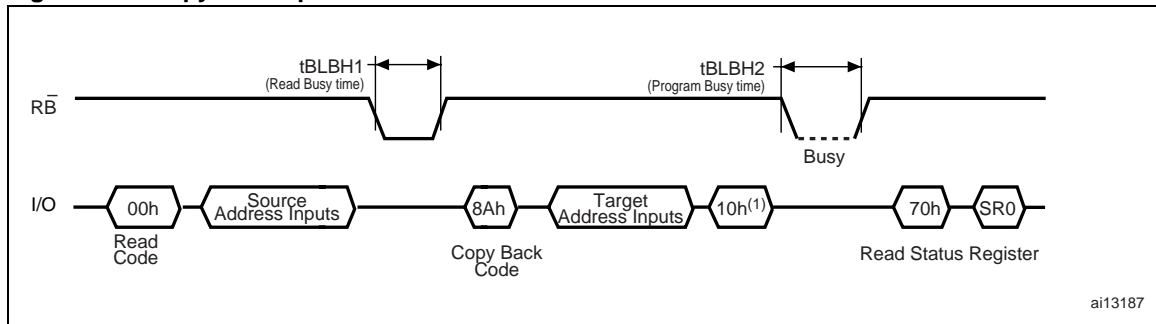 tBLBH1
(Read Busy time)
tBLBH2
(Program Busy time)
RB̅
Busy
I/O
00h
Source
Address Inputs
8Ah
Target
Address Inputs
10h(1)
70h
SR0
Read
Code
Copy Back
Code
Read Status Register
ai13187